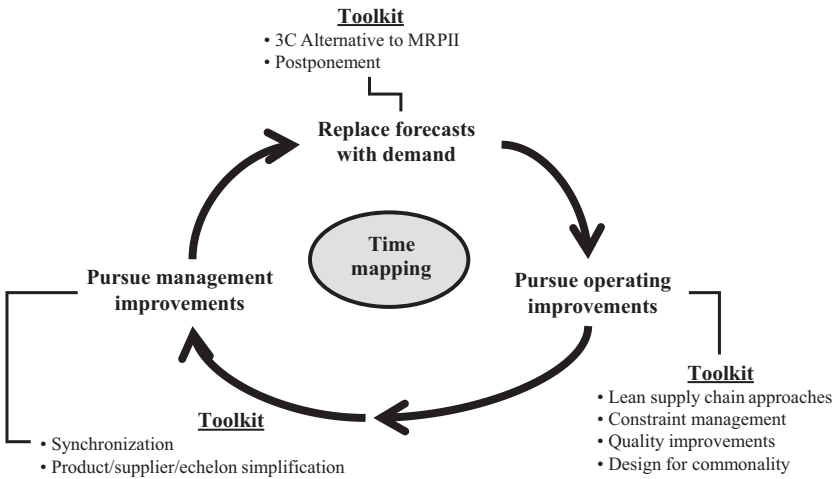 Toolkit
• 3C Alternative to MRPII
• Postponement
Replace forecasts
with demand
Time
mapping
Pursue management
improvements
Pursue operating
improvements
Toolkit
• Lean supply chain approaches
• Constraint management
• Quality improvements
• Design for commonality
Toolkit
• Synchronization
• Product/supplier/echelon simplification